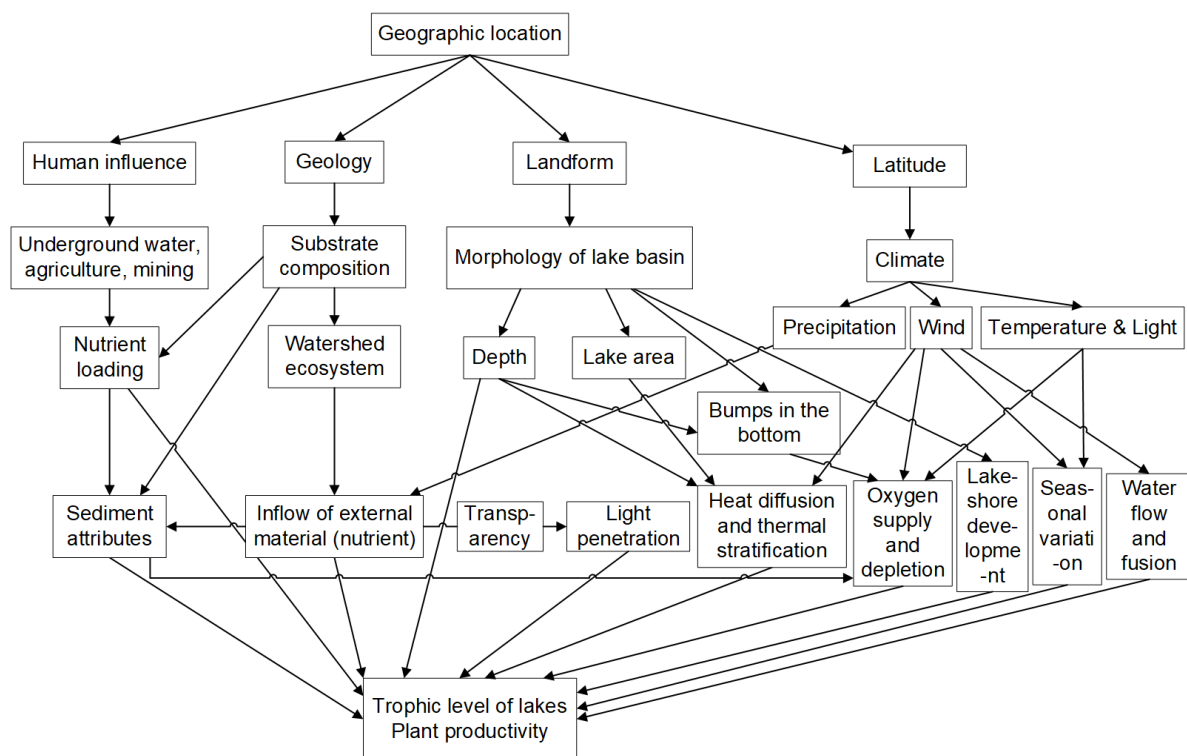 Geographic location
Human influence
Geology
Landform
Latitude
Underground water,
agriculture, mining
Substrate
composition
Morphology of lake basin
Climate
Precipitation
Wind
Temperature & Light
Nutrient
loading
Watershed
ecosystem
Depth
Lake area
Bumps in the
bottom
Sediment
attributes
Inflow of external
material (nutrient)
Transp-
arency
Light
penetration
Heat diffusion
and thermal
stratification
Oxygen
supply
and
depletion
Lake-
shore
deve-
lopme-
-nt
Seas-
onal
variati-
-on
Water
flow
and
fusion
Trophic level of lakes
Plant productivity